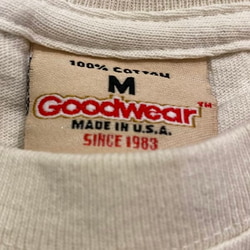 100% COTTON
M
Goodwear™
MADE IN U.S.A.
SINCE 1983